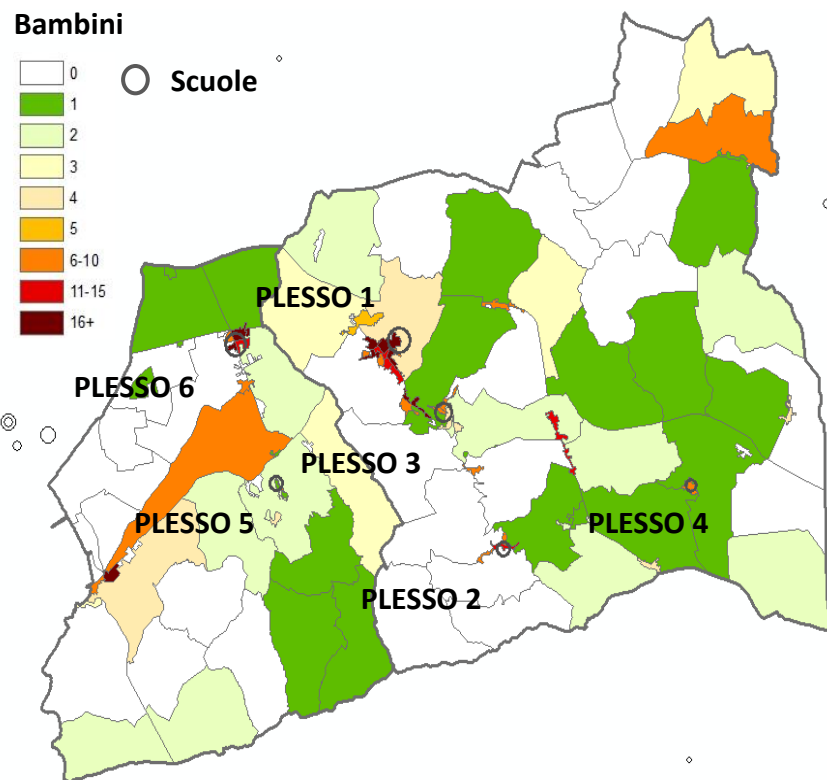 Bambini
0
Scuole
1
2
3
4
5
6-10
11-15
16+
PLESSO 1
PLESSO 6
PLESSO 3
PLESSO 5
PLESSO 4
PLESSO 2